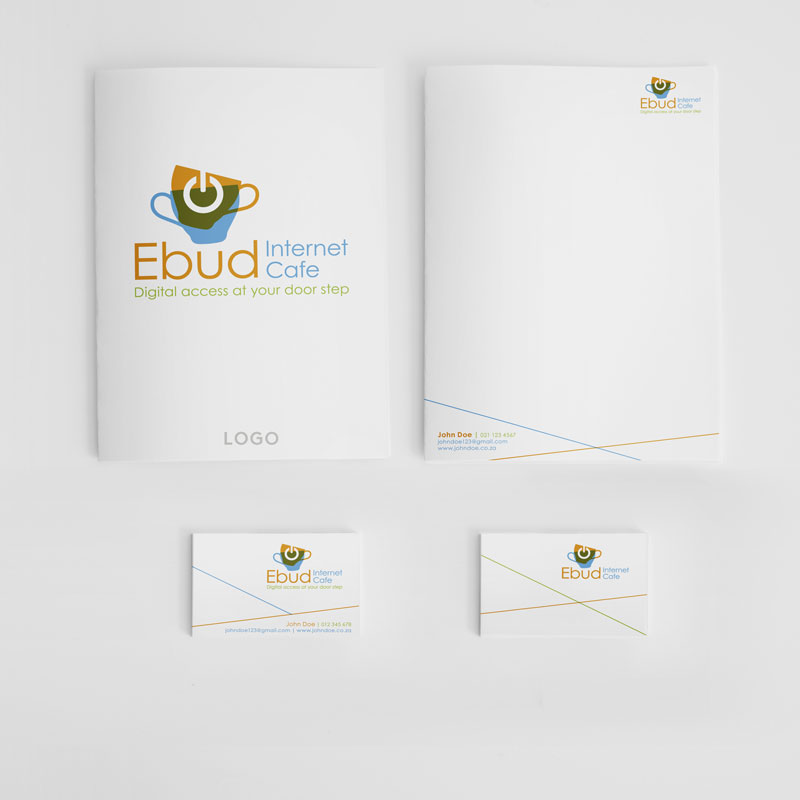 Ebud Internet
Cafe
Digital access at your door step
LOGO
Ebud Internet
Cafe
Digital access at your door step
John Doe | 021 123 4567
johndoe123@gmail.com
www.johndoe.co.za
Ebud Internet
Cafe
Digital access at your door step
John Doe | 012 345 678
johndoe123@gmail.com | www.johndoe.co.za
Ebud Internet
Cafe